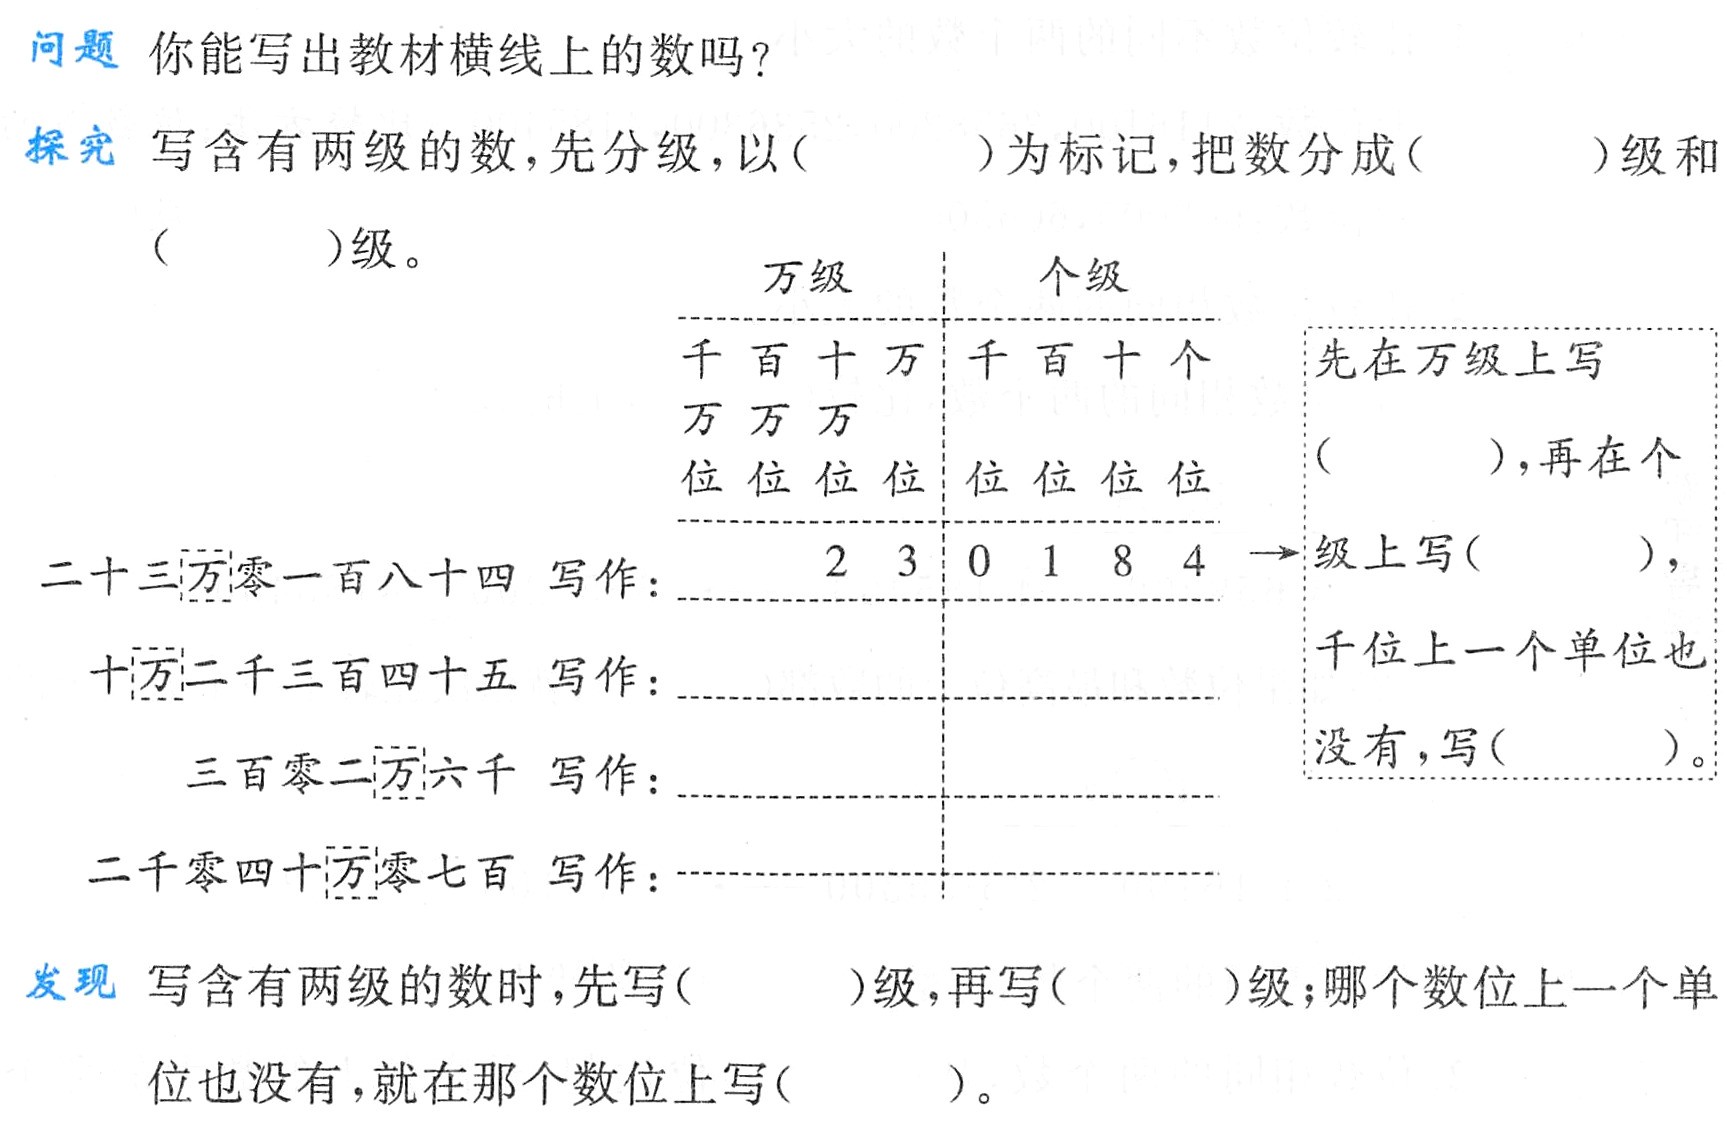 问题 你能写出教材横线上的数吗?
探究 写含有两级的数,先分级,以(  )为标记,把数分成(  )级和
(  )级。
万级 个级
千 百 十 万 千 百 十 个
万 万 万
位 位 位 位 位 位 位 位
二十三万零一百八十四 写作: 2 3 0 1 8 4 →
十万二千三百四十五 写作:
三百零二万六千 写作:
二千零四十万零七百 写作:
先在万级上写
(  ),再在个
级上写(  ),
千位上一个单位也
没有,写(  )。
发现 写含有两级的数时,先写(  )级,再写(  )级;哪个数位上一个单
位也没有,就在那个数位上写(  )。